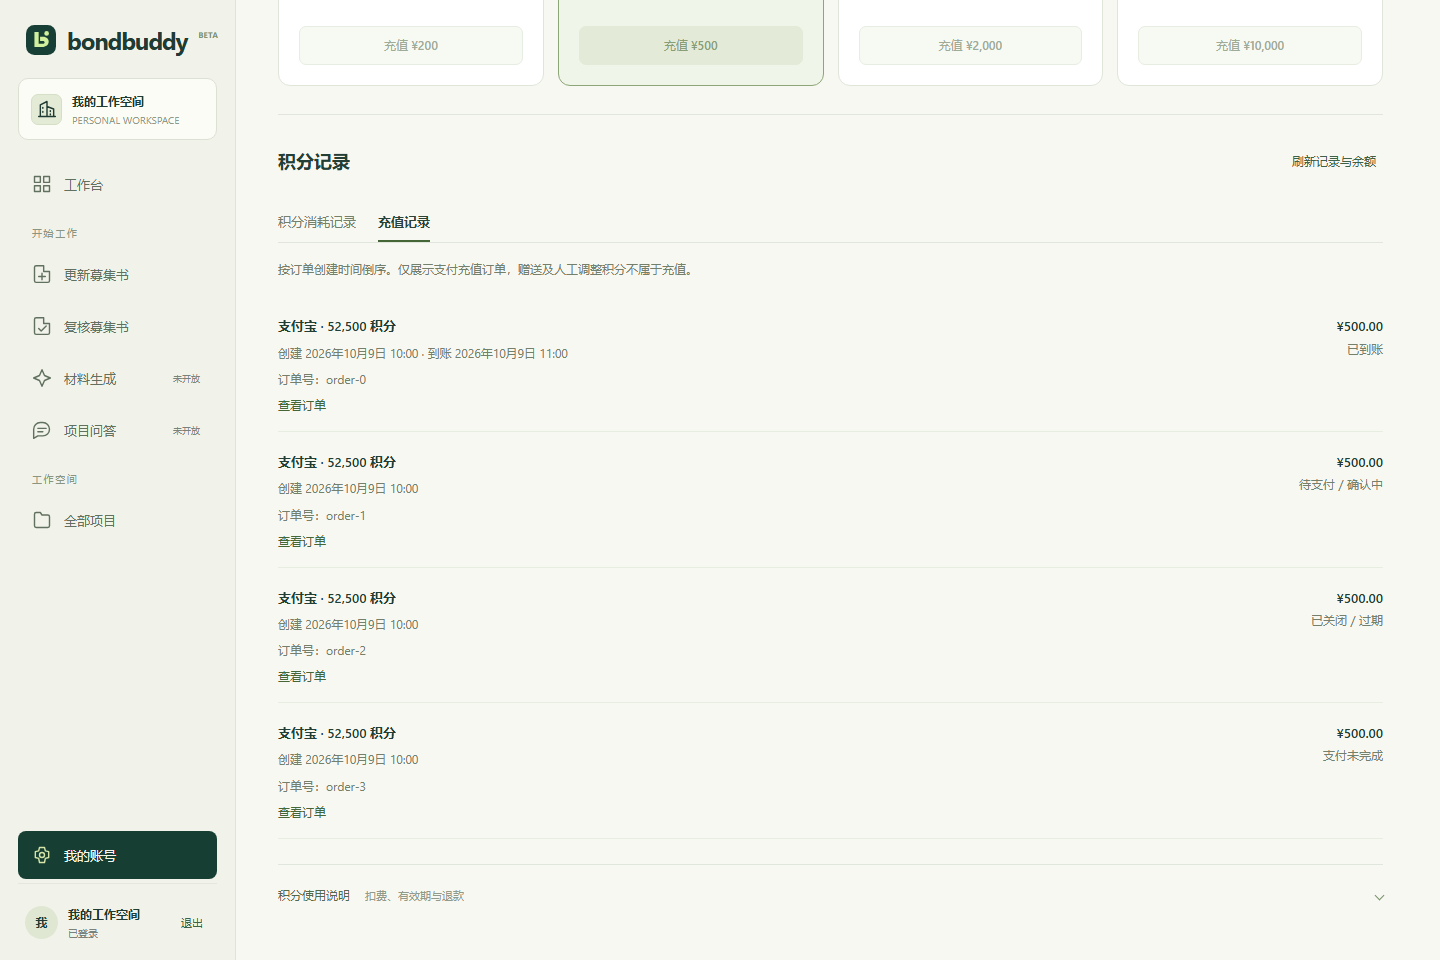 bondbuddy BETA
我的工作空间
PERSONAL WORKSPACE
工作台
开始工作
更新募集书
复核募集书
材料生成 未开放
项目问答 未开放
工作空间
全部项目
我的账号
我 我的工作空间
已登录
退出
充值 ¥200
充值 ¥500
充值 ¥2,000
充值 ¥10,000
积分记录
刷新记录与余额
积分消耗记录 充值记录
按订单创建时间倒序。仅展示支付充值订单，赠送及人工调整积分不属于充值。
支付宝 · 52,500 积分 ¥500.00
创建 2026年10月9日 10:00 · 到账 2026年10月9日 11:00 已到账
订单号：order-0
查看订单
支付宝 · 52,500 积分 ¥500.00
创建 2026年10月9日 10:00 待支付 / 确认中
订单号：order-1
查看订单
支付宝 · 52,500 积分 ¥500.00
创建 2026年10月9日 10:00 已关闭 / 过期
订单号：order-2
查看订单
支付宝 · 52,500 积分 ¥500.00
创建 2026年10月9日 10:00 支付未完成
订单号：order-3
查看订单
积分使用说明 扣费、有效期与退款